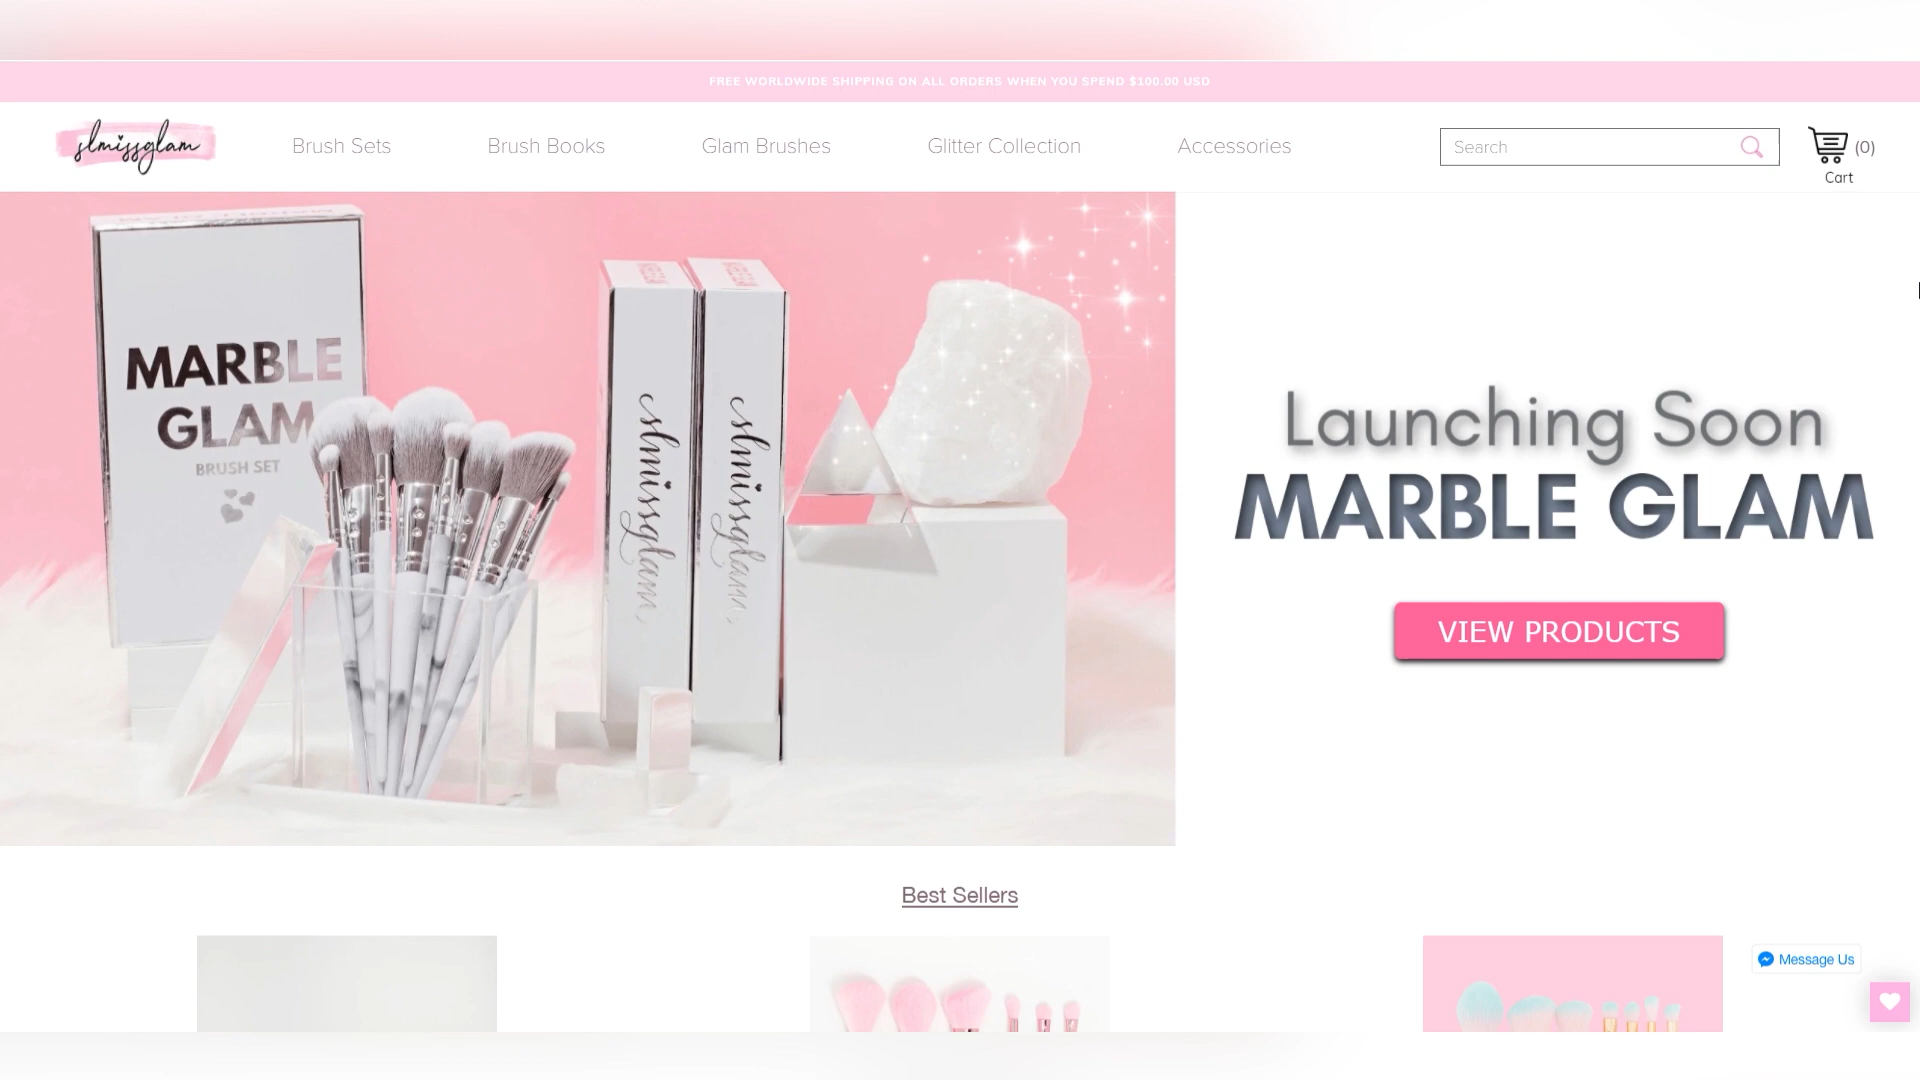 FREE WORLDWIDE SHIPPING ON ALL ORDERS WHEN YOU SPEND $100.00 USD
slmissglam
Brush Sets
Brush Books
Glam Brushes
Glitter Collection
Accessories
Search
(0)
Cart
MARBLE
GLAM
BRUSH SET
slmissglam
slmissglam
Launching Soon
MARBLE GLAM
VIEW PRODUCTS
Best Sellers
Message Us